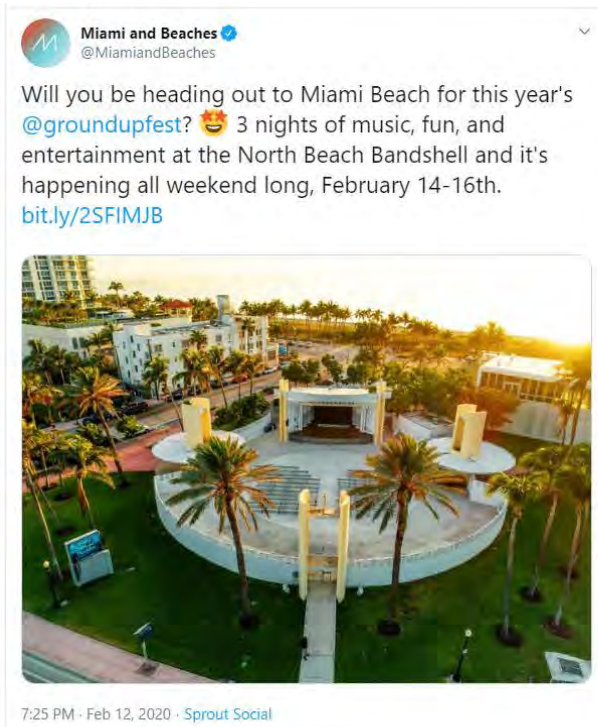 Miami and Beaches
@MiamiandBeaches
Will you be heading out to Miami Beach for this year's
@groundupfest? 🤩 3 nights of music, fun, and
entertainment at the North Beach Bandshell and it's
happening all weekend long, February 14-16th.
bit.ly/2SFIMJB
7:25 PM · Feb 12, 2020 · Sprout Social